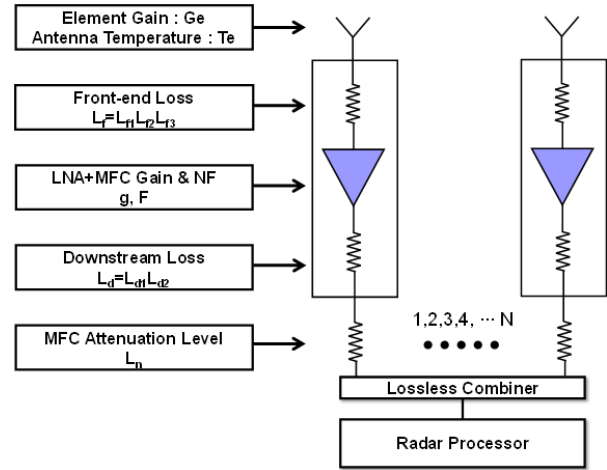 Element Gain : Ge
Antenna Temperature : Te
Front-end Loss
Lf=Lf1Lf2Lf3
LNA+MFC Gain & NF
g, F
Downstream Loss
Ld=Ld1Ld2
MFC Attenuation Level
Ln
1,2,3,4, ··· N
Lossless Combiner
Radar Processor